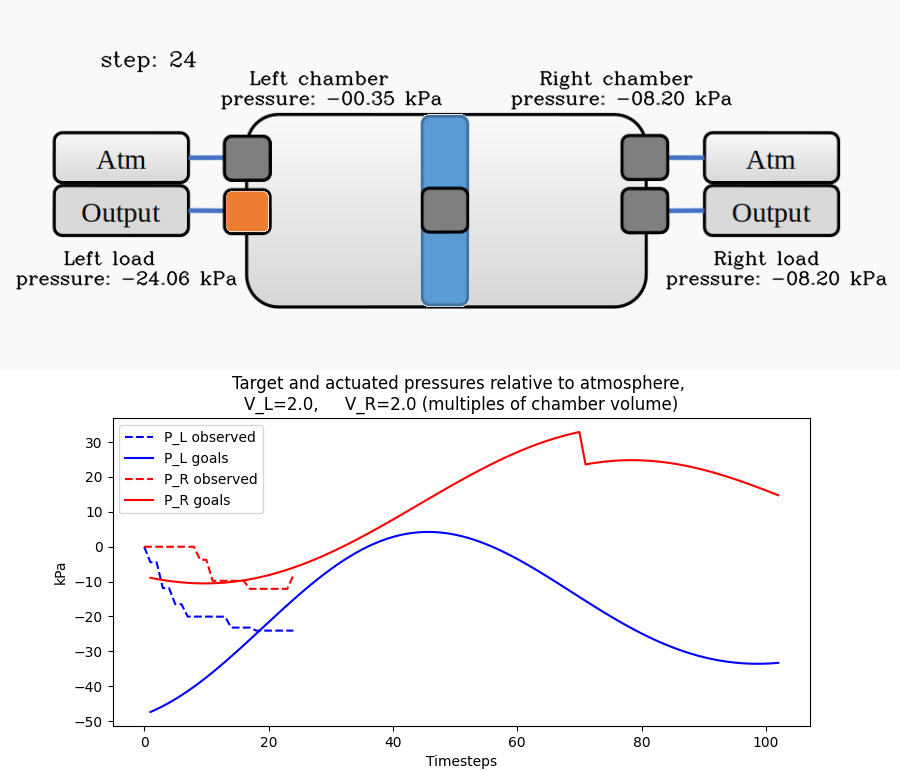 step: 24
Left chamber
pressure: −00.35 kPa
Right chamber
pressure: −08.20 kPa
Atm
Output
Atm
Output
Left load
pressure: −24.06 kPa
Right load
pressure: −08.20 kPa
Target and actuated pressures relative to atmosphere,
V_L=2.0, V_R=2.0 (multiples of chamber volume)
P_L observed
P_L goals
P_R observed
P_R goals
kPa
30
20
10
0
−10
−20
−30
−40
−50
0 20 40 60 80 100
Timesteps